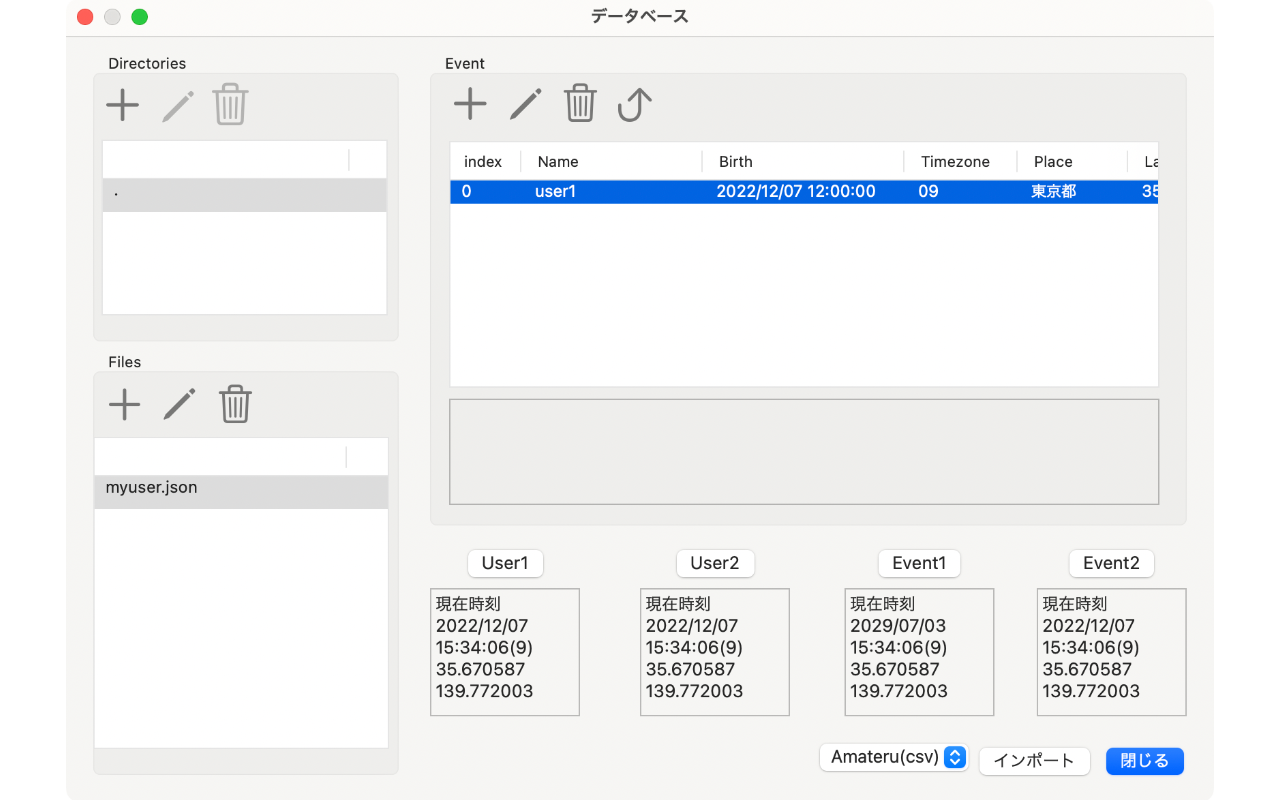 データベース
Directories
.
Files
myuser.json
Event
index Name Birth Timezone Place La
0 user1 2022/12/07 12:00:00 09 東京都 35
User1
現在時刻
2022/12/07
15:34:06(9)
35.670587
139.772003
User2
現在時刻
2022/12/07
15:34:06(9)
35.670587
139.772003
Event1
現在時刻
2029/07/03
15:34:06(9)
35.670587
139.772003
Event2
現在時刻
2022/12/07
15:34:06(9)
35.670587
139.772003
Amateru(csv) インポート 閉じる